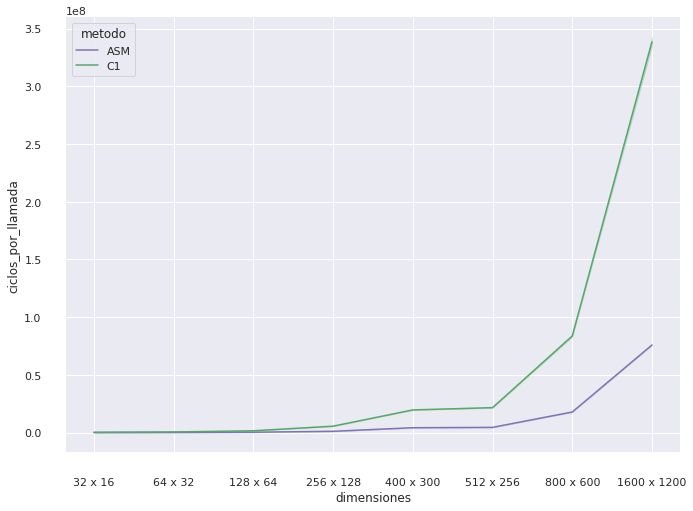 1e8
metodo
ASM
C1
3.5
3.0
2.5
2.0
1.5
1.0
0.5
0.0
ciclos_por_llamada
32 x 16 64 x 32 128 x 64 256 x 128 400 x 300 512 x 256 800 x 600 1600 x 1200
dimensiones